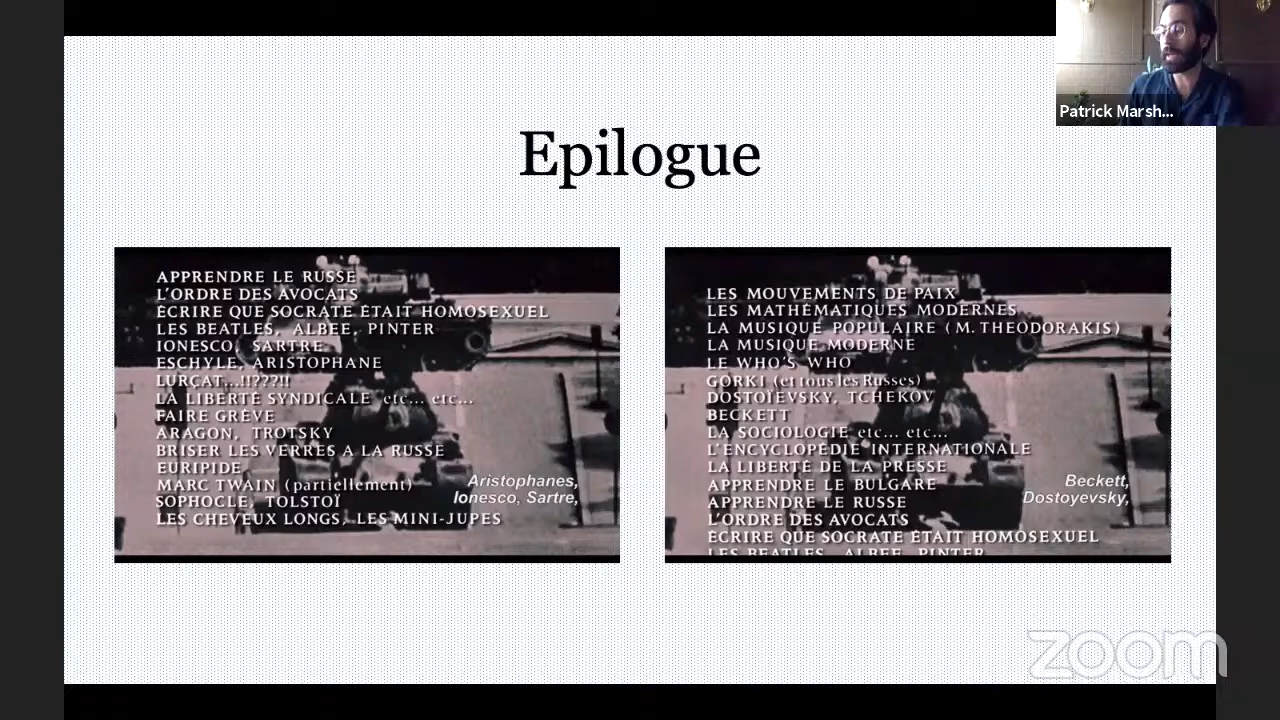 Patrick Marsh...
Epilogue
APPRENDRE LE RUSSE
L'ORDRE DES AVOCATS
ÉCRIRE QUE SOCRATE ÉTAIT HOMOSEXUEL
LES BEATLES, ALBEE, PINTER
IONESCO, SARTRE
ESCHYLE, ARISTOPHANE
LURÇAT...!!???!!
LA LIBERTÉ SYNDICALE etc... etc...
FAIRE GRÈVE
ARAGON, TROTSKY
BRISER LES VERRES A LA RUSSE
EURIPIDE
MARC TWAIN (partiellement)
SOPHOCLE, TOLSTOÏ
LES CHEVEUX LONGS, LES MINI-JUPES
Aristophanes,
Ionesco, Sartre,
LES MOUVEMENTS DE PAIX
LES MATHÉMATIQUES MODERNES
LA MUSIQUE POPULAIRE (M. THEODORAKIS)
LA MUSIQUE MODERNE
LE WHO'S WHO
GORKI (et tous les Russes)
DOSTOÏEVSKY, TCHEKOV
BECKETT
LA SOCIOLOGIE etc... etc...
L'ENCYCLOPÉDIE INTERNATIONALE
LA LIBERTÉ DE LA PRESSE
APPRENDRE LE BULGARE
APPRENDRE LE RUSSE
L'ORDRE DES AVOCATS
ÉCRIRE QUE SOCRATE ÉTAIT HOMOSEXUEL
LES BEATLES, ALBEE, PINTER
Beckett,
Dostoyevsky,
zoom